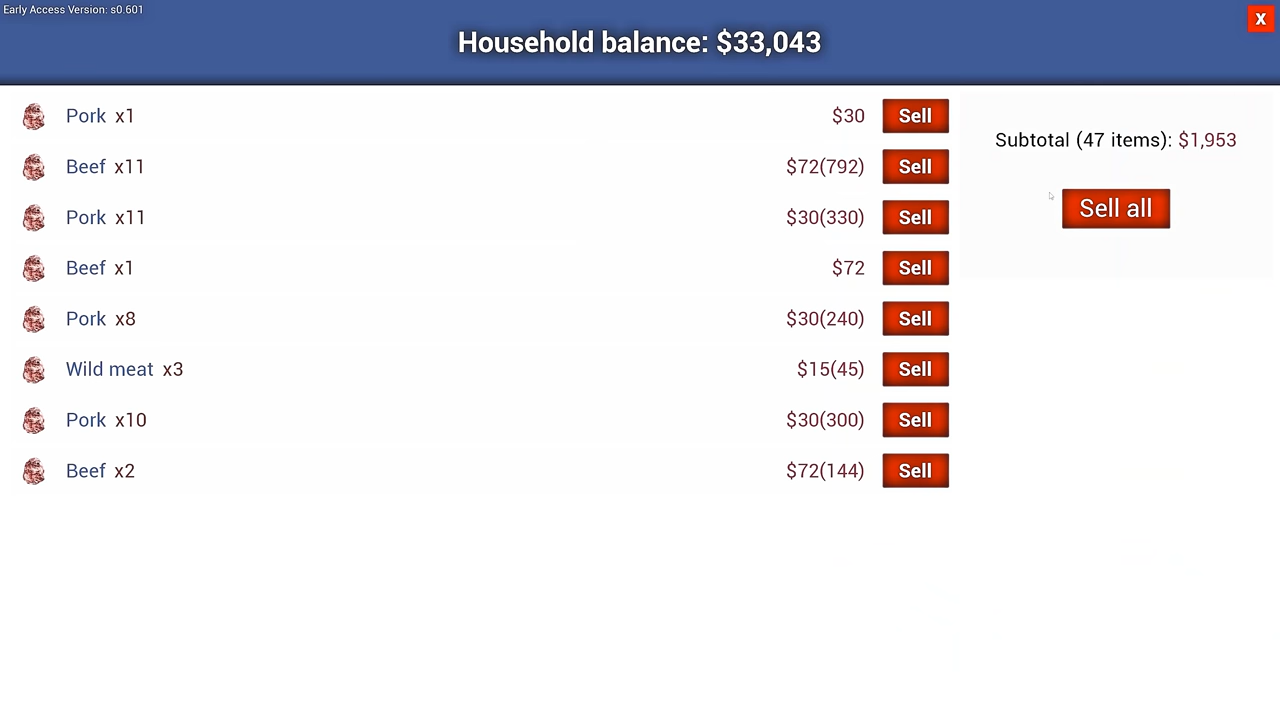 Early Access Version: s0.601
X
Household balance: $33,043
Pork x1 $30 Sell
Beef x11 $72(792) Sell
Pork x11 $30(330) Sell
Beef x1 $72 Sell
Pork x8 $30(240) Sell
Wild meat x3 $15(45) Sell
Pork x10 $30(300) Sell
Beef x2 $72(144) Sell
Subtotal (47 items): $1,953
Sell all